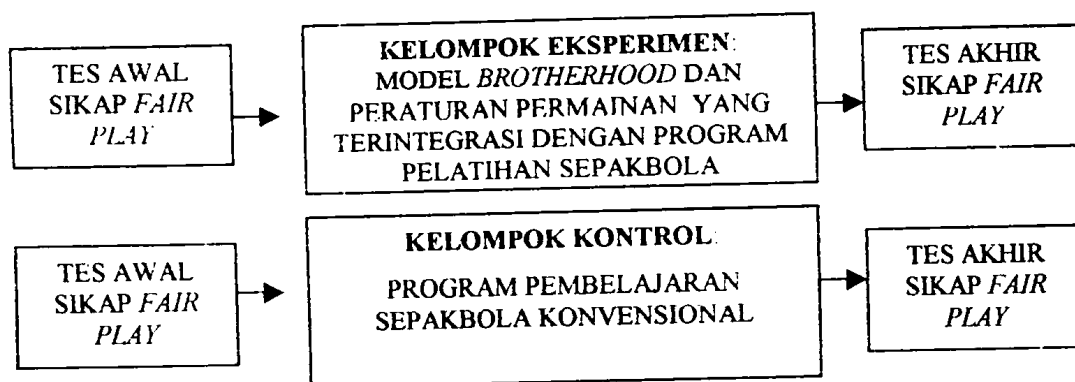 TES AWAL
SIKAP FAIR
PLAY
KELOMPOK EKSPERIMEN:
MODEL BROTHERHOOD DAN
PERATURAN PERMAINAN YANG
TERINTEGRASI DENGAN PROGRAM
PELATIHAN SEPAKBOLA
TES AKHIR
SIKAP FAIR
PLAY
TES AWAL
SIKAP FAIR
PLAY
KELOMPOK KONTROL:
PROGRAM PEMBELAJARAN
SEPAKBOLA KONVENSIONAL
TES AKHIR
SIKAP FAIR
PLAY